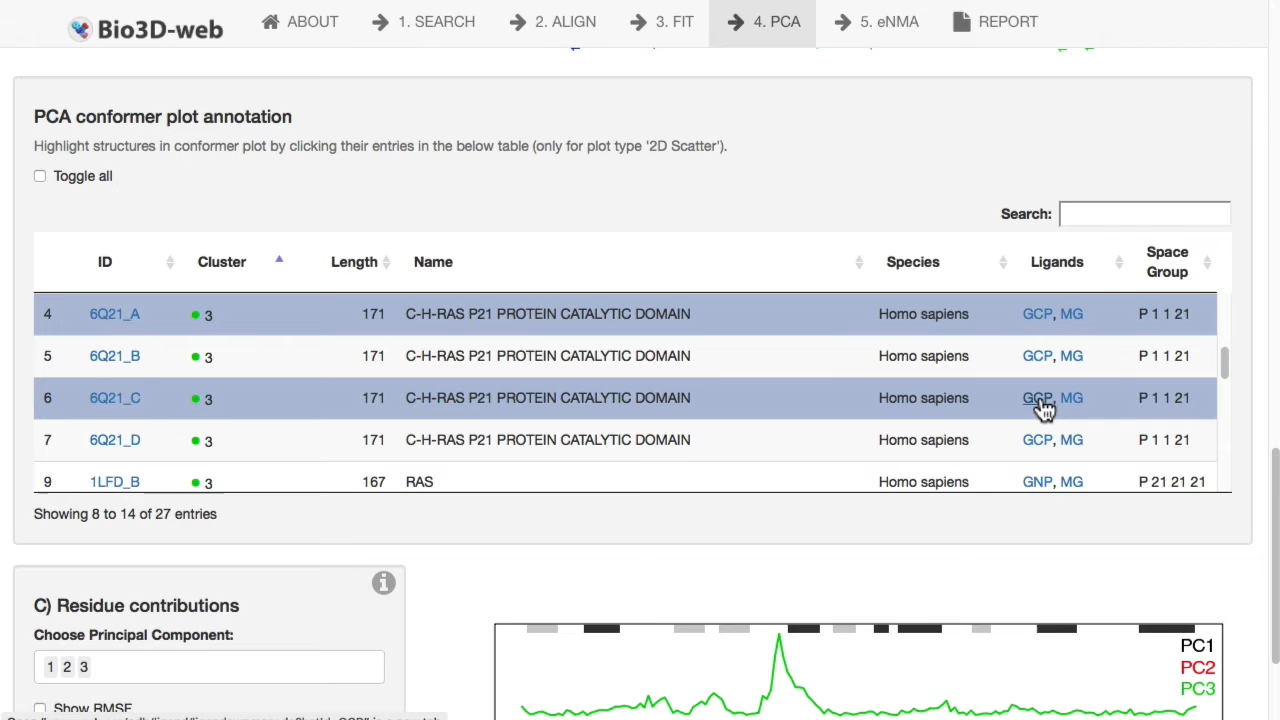 Bio3D-web ABOUT 1. SEARCH 2. ALIGN 3. FIT 4. PCA 5. eNMA REPORT
PCA conformer plot annotation
Highlight structures in conformer plot by clicking their entries in the below table (only for plot type '2D Scatter').
Toggle all
Search:
ID Cluster Length Name Species Ligands Space Group
4 6Q21_A 3 171 C-H-RAS P21 PROTEIN CATALYTIC DOMAIN Homo sapiens GCP, MG P 1 1 21
5 6Q21_B 3 171 C-H-RAS P21 PROTEIN CATALYTIC DOMAIN Homo sapiens GCP, MG P 1 1 21
6 6Q21_C 3 171 C-H-RAS P21 PROTEIN CATALYTIC DOMAIN Homo sapiens GCP, MG P 1 1 21
7 6Q21_D 3 171 C-H-RAS P21 PROTEIN CATALYTIC DOMAIN Homo sapiens GCP, MG P 1 1 21
9 1LFD_B 3 167 RAS Homo sapiens GNP, MG P 21 21 21
Showing 8 to 14 of 27 entries
C) Residue contributions
Choose Principal Component:
1 2 3
Show RMSF
PC1
PC2
PC3